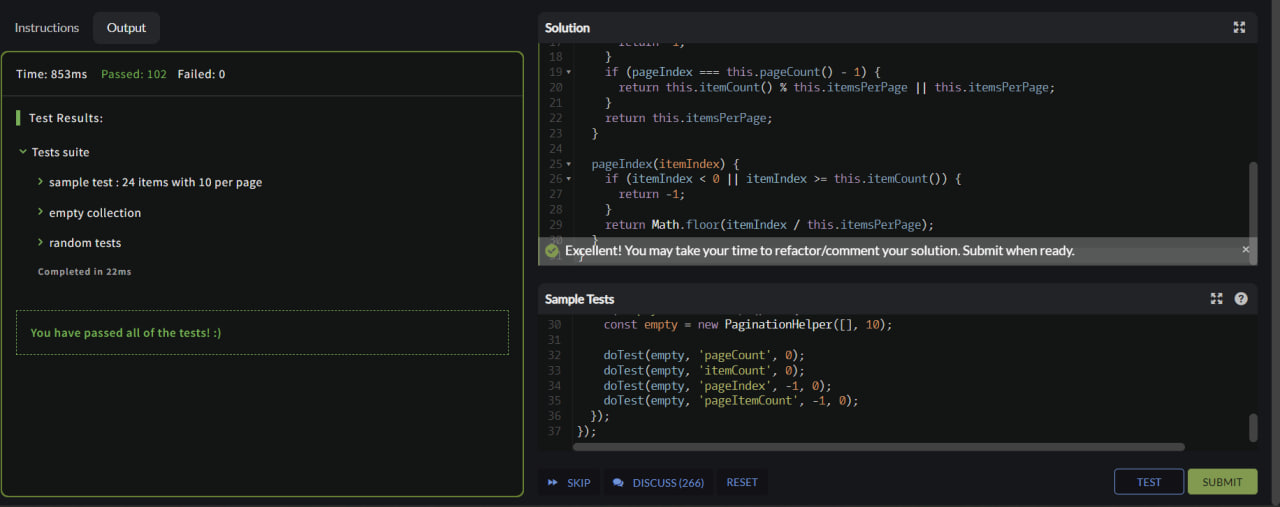 Instructions
Output
Time: 853ms Passed: 102 Failed: 0
Test Results:
Tests suite
sample test : 24 items with 10 per page
empty collection
random tests
Completed in 22ms
You have passed all of the tests! :)
Solution
18 }
19 if (pageIndex === this.pageCount() - 1) {
20 return this.itemCount() % this.itemsPerPage || this.itemsPerPage;
21 }
22 return this.itemsPerPage;
23 }
24
25 pageIndex(itemIndex) {
26 if (itemIndex < 0 || itemIndex >= this.itemCount()) {
27 return -1;
28 }
29 return Math.floor(itemIndex / this.itemsPerPage);
30 }
Excellent! You may take your time to refactor/comment your solution. Submit when ready.
Sample Tests
30 const empty = new PaginationHelper([], 10);
31
32 doTest(empty, 'pageCount', 0);
33 doTest(empty, 'itemCount', 0);
34 doTest(empty, 'pageIndex', -1, 0);
35 doTest(empty, 'pageItemCount', -1, 0);
36 });
37 });
SKIP
DISCUSS (266)
RESET
TEST
SUBMIT